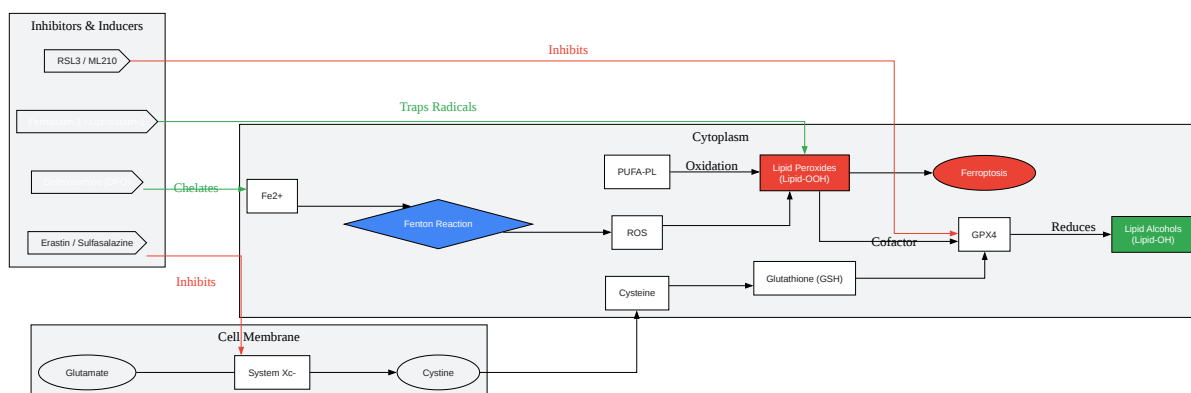 Inhibitors & Inducers
RSL3 / ML210
Inhibits
Traps Radicals
Cytoplasm
PUFA-PL
Oxidation
Lipid Peroxides
(Lipid-OOH)
Ferroptosis
Chelates
Fe2+
Fenton Reaction
ROS
Cofactor
GPX4
Reduces
Lipid Alcohols
(Lipid-OH)
Erastin / Sulfasalazine
Inhibits
Cysteine
Glutathione (GSH)
Cell Membrane
Glutamate
System Xc-
Cystine